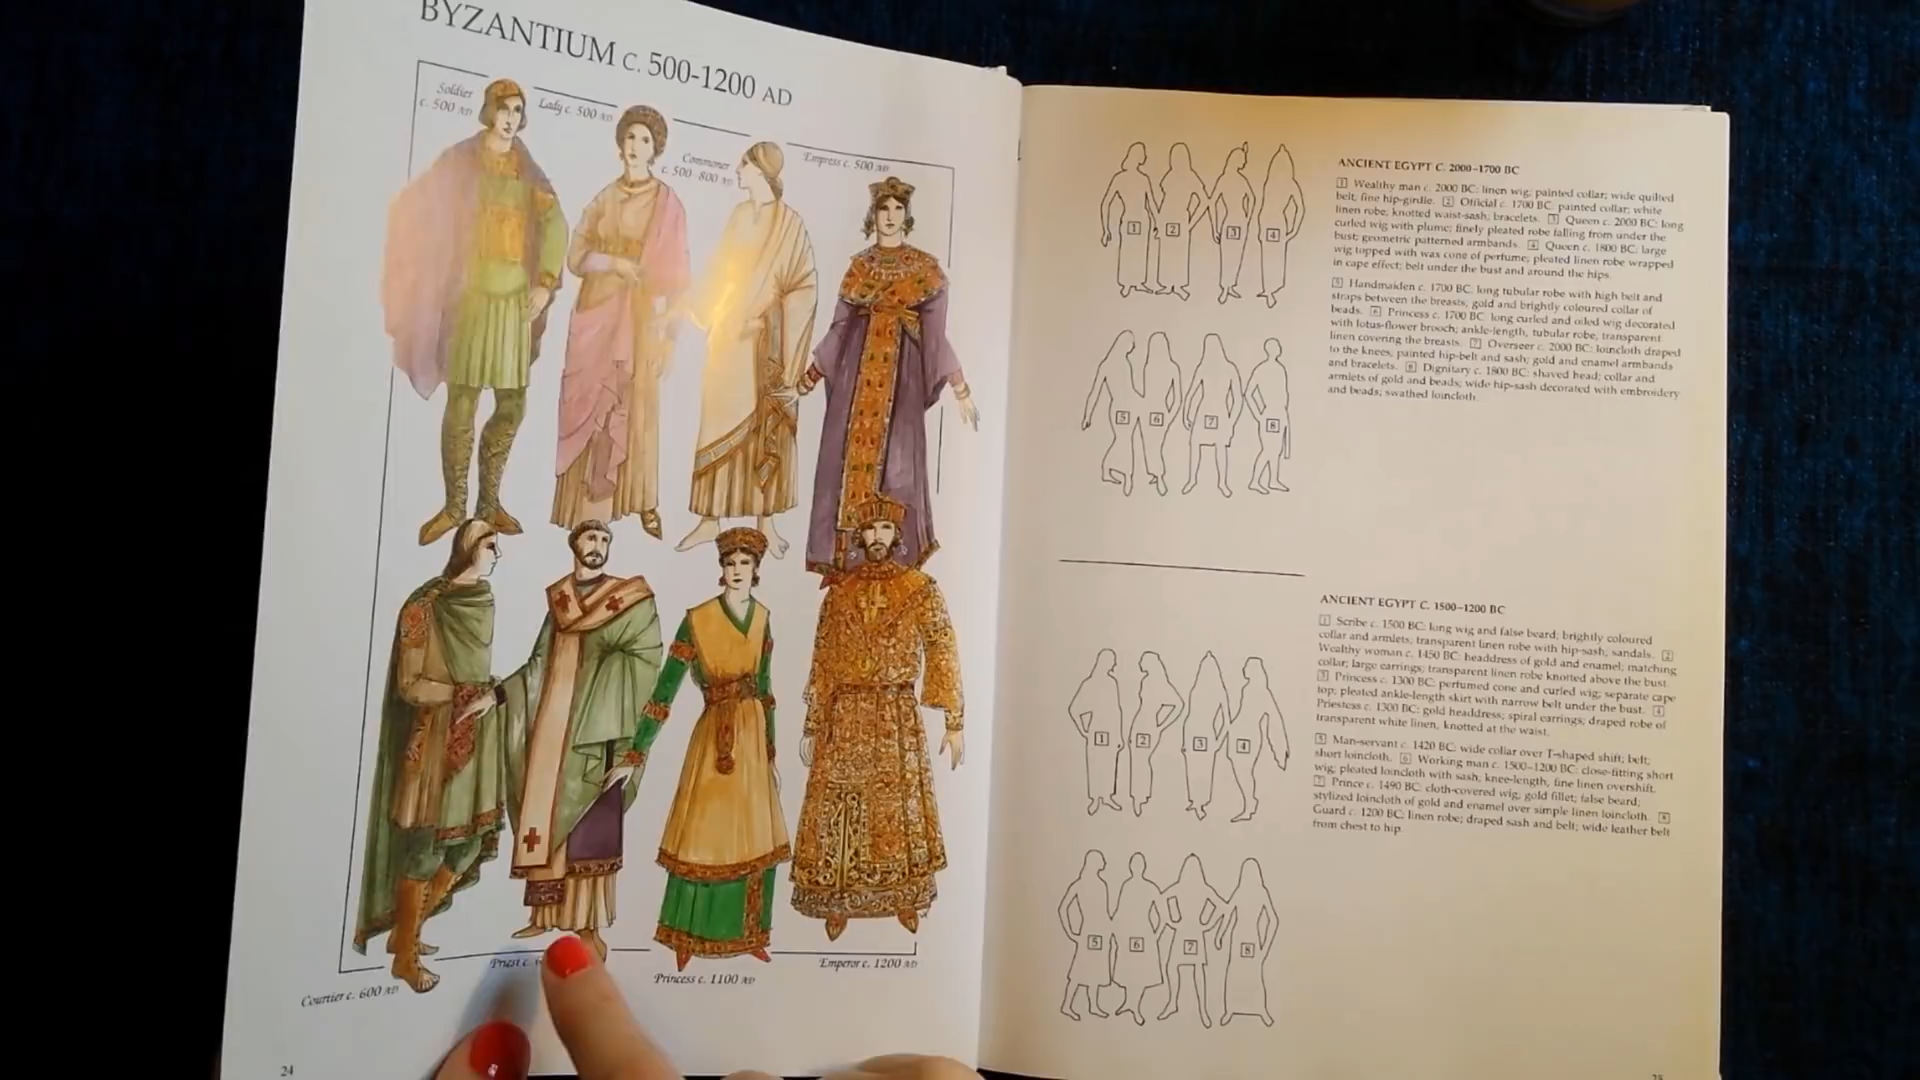 BYZANTIUM C. 500-1200 AD
Soldier
c. 500 AD
Lady c. 500 AD
Commoner
c. 500-800 AD
Empress c. 500 AD
Courtier c. 600 AD
Priest c.
Princess c. 1100 AD
Emperor c. 1200 AD
24
1
2
3
4
5
6
7
8
ANCIENT EGYPT C. 2000–1700 BC
1 Wealthy man c. 2000 BC: linen wig; painted collar; wide quilted
belt, fine hip-girdle. 2 Official c. 1700 BC: painted collar; white
linen robe; knotted waist-sash; bracelets. 3 Queen c. 2000 BC: long
curled wig with plume; finely pleated robe falling from under the
bust; geometric patterned armbands. 4 Queen c. 1800 BC: large
wig topped with wax cone of perfume; pleated linen robe wrapped
in cape effect; belt under the bust and around the hips.
5 Handmaiden c. 1700 BC: long tubular robe with high belt and
straps between the breasts, gold and brightly coloured collar of
beads. 6 Princess c. 1700 BC: long curled and oiled wig decorated
with lotus-flower brooch; ankle-length, tubular robe, transparent
linen covering the breasts. 7 Overseer c. 2000 BC: loincloth draped
to the knees, painted hip-belt and sash; gold and enamel armbands
and bracelets. 8 Dignitary c. 1800 BC: shaved head; collar and
armlets of gold and beads; wide hip-sash decorated with embroidery
and beads; swathed loincloth.
1
2
3
4
5
6
7
8
ANCIENT EGYPT C. 1500–1200 BC
1 Scribe c. 1500 BC: long wig and false beard; brightly coloured
collar and armlets; transparent linen robe with hip-sash, sandals. 2
Wealthy woman c. 1450 BC: headdress of gold and enamel; matching
collar; large earrings; transparent linen robe knotted above the bust.
3 Princess c. 1300 BC: perfumed cone and curled wig; separate cape
top; pleated ankle-length skirt with narrow belt under the bust. 4
Priestess c. 1300 BC: gold headdress; spiral earrings; draped robe of
transparent white linen, knotted at the waist.
5 Man-servant c. 1420 BC: wide collar over T-shaped shift; belt;
short loincloth. 6 Working man c. 1500–1200 BC: close-fitting short
wig; pleated loincloth with sash; knee-length, fine linen overshift.
7 Prince c. 1490 BC: cloth-covered wig, gold fillet; false beard;
stylized loincloth of gold and enamel over simple linen loincloth. 8
Guard c. 1200 BC: linen robe; draped sash and belt; wide leather belt
from chest to hip.